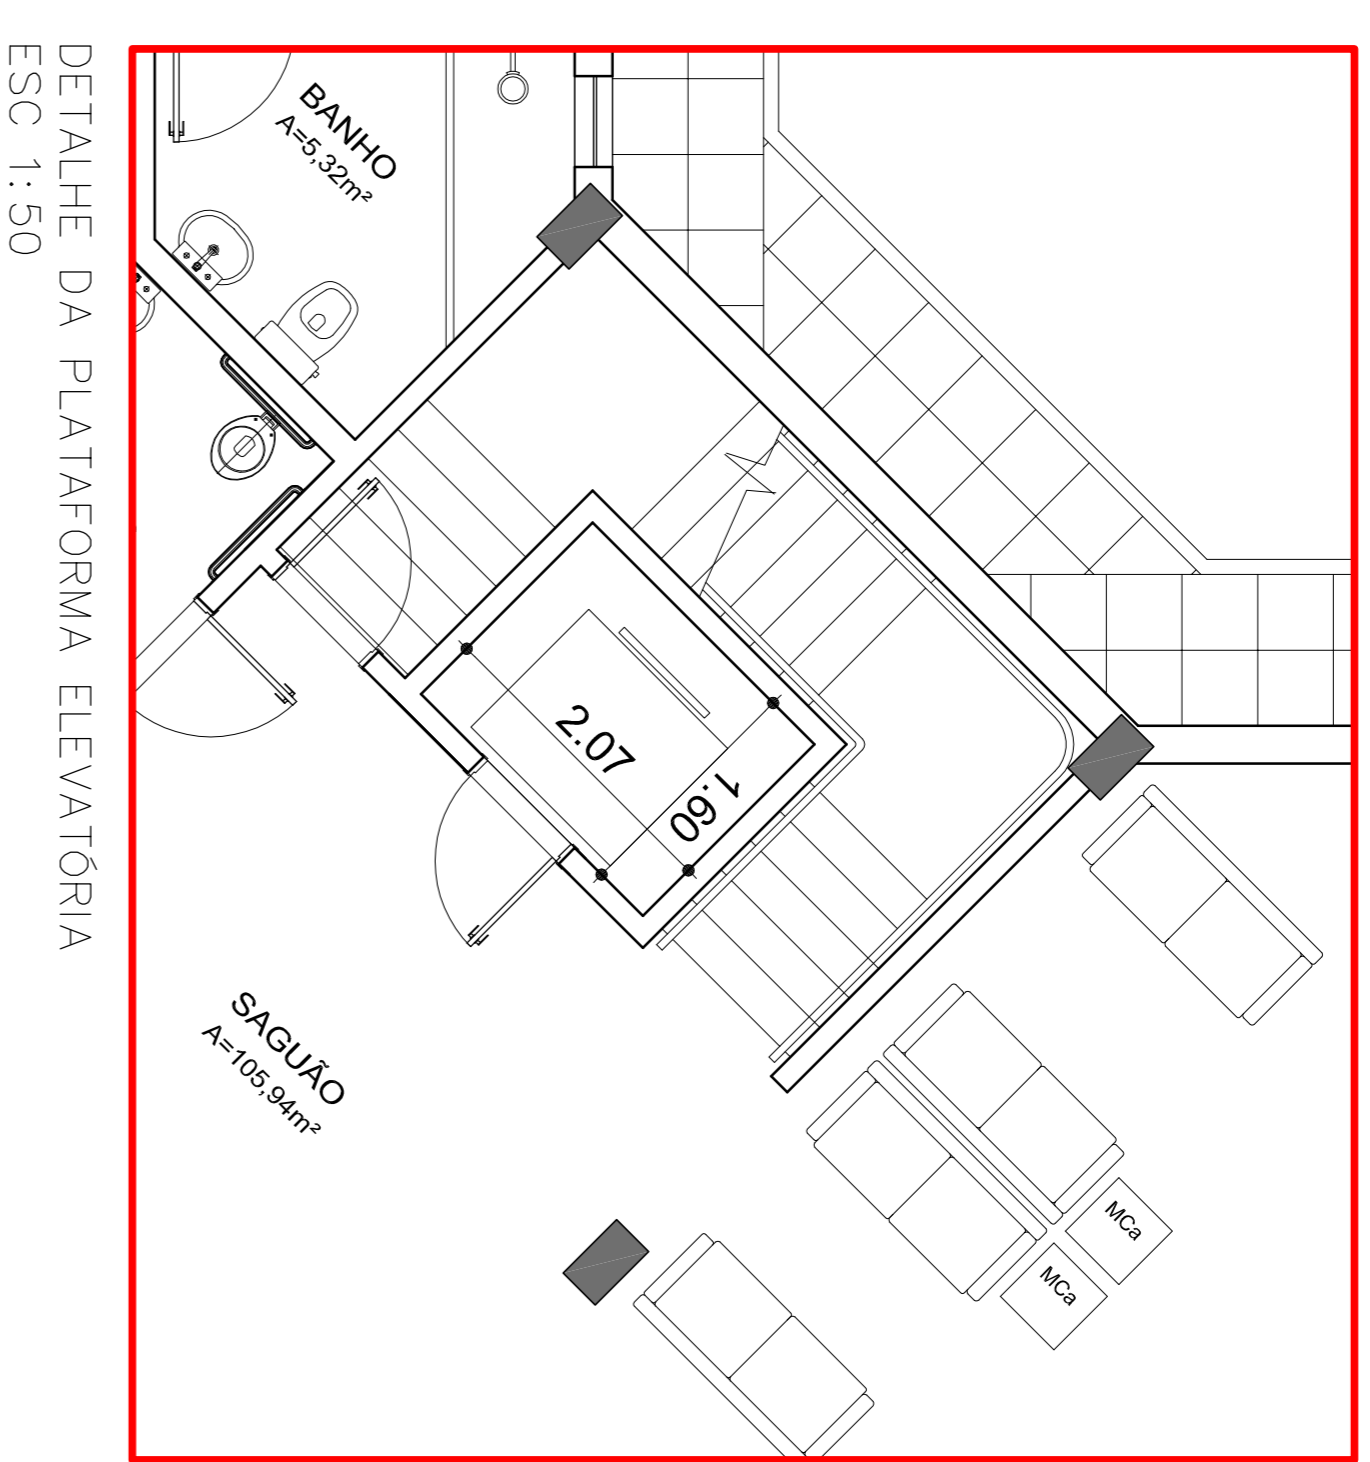 DETALHE DA PLATAFORMA ELEVATÓRIA
ESC 1:50
BANHO
A=5,32m²
2.07
1.60
SAGUÃO
A=105,94m²
MCa
MCa